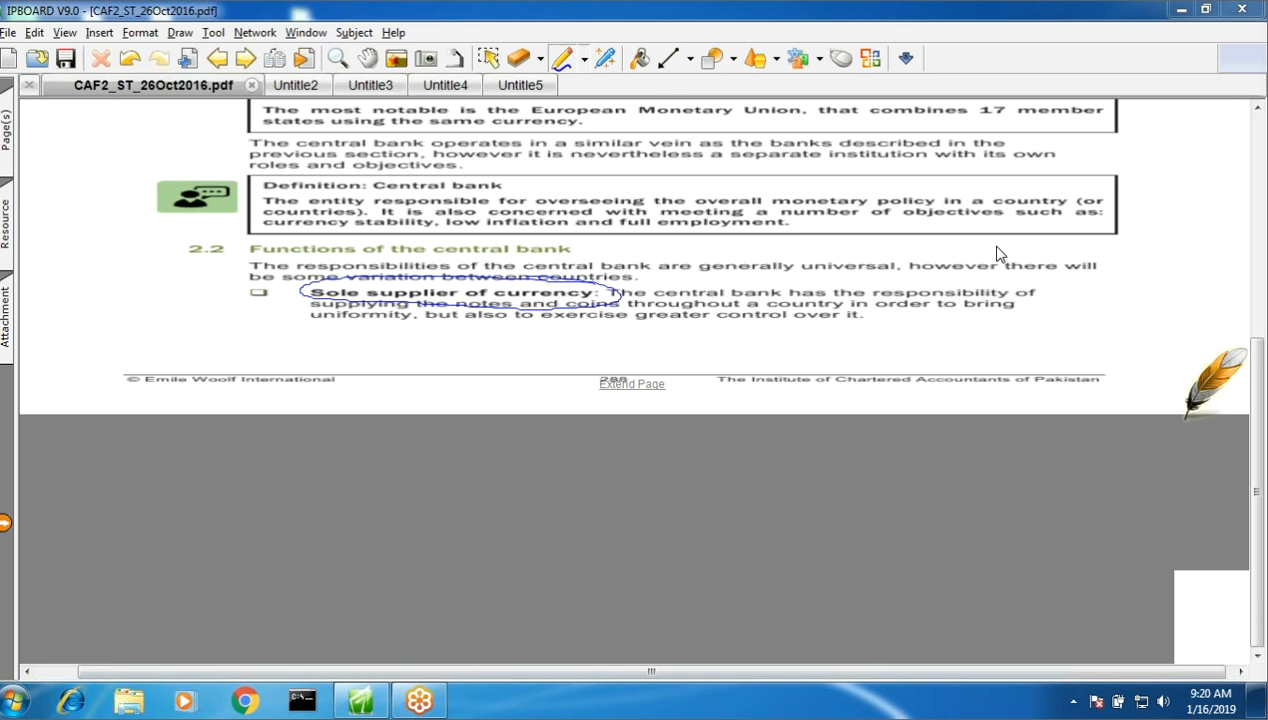 IPBOARD V9.0 - [CAF2_ST_26Oct2016.pdf]
File Edit View Insert Format Draw Tool Network Window Subject Help
CAF2_ST_26Oct2016.pdf Untitle2 Untitle3 Untitle4 Untitle5
Page(s)
Resource
Attachment
The most notable is the European Monetary Union, that combines 17 member
states using the same currency.
The central bank operates in a similar vein as the banks described in the
previous section, however it is nevertheless a separate institution with its own
roles and objectives.
Definition: Central bank
The entity responsible for overseeing the overall monetary policy in a country (or
countries). It is also concerned with meeting a number of objectives such as:
currency stability, low inflation and full employment.
2.2 Functions of the central bank
The responsibilities of the central bank are generally universal, however there will
be some variation between countries.
Sole supplier of currency: The central bank has the responsibility of
supplying the notes and coins throughout a country in order to bring
uniformity, but also to exercise greater control over it.
© Emile Woolf International 288 The Institute of Chartered Accountants of Pakistan
Extend Page
9:20 AM
1/16/2019